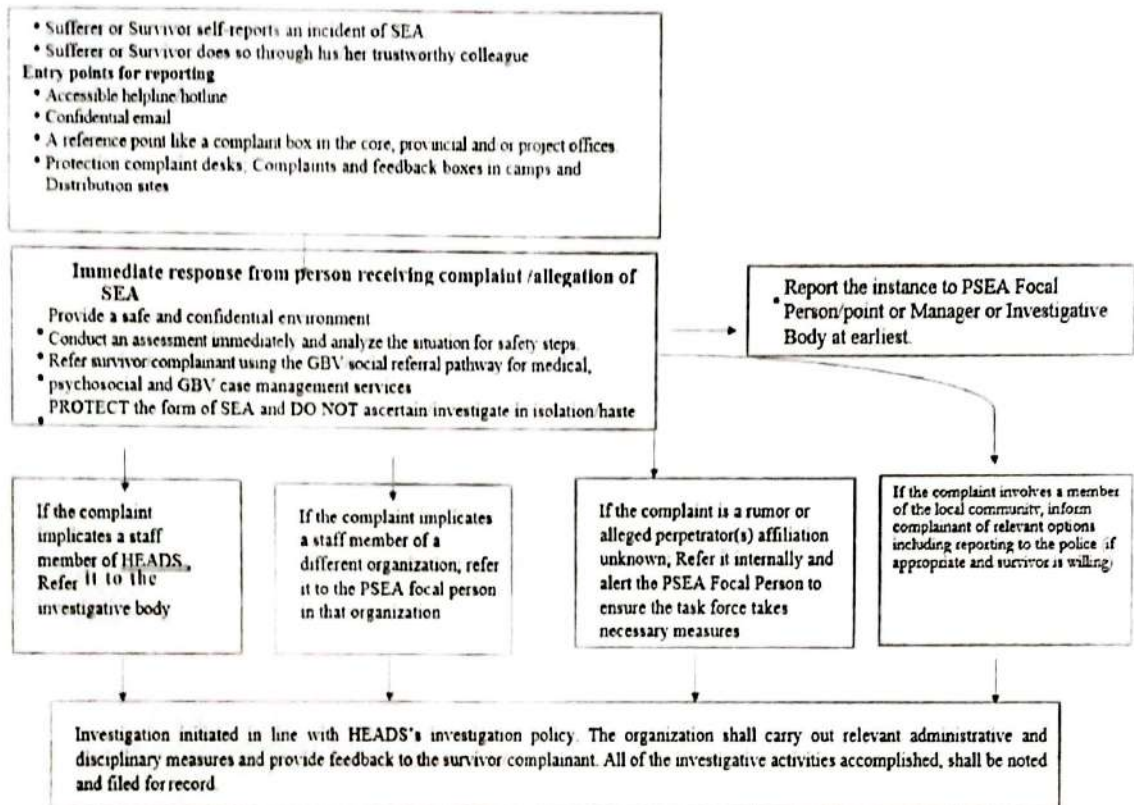 • Sufferer or Survivor self-reports an incident of SEA
• Sufferer or Survivor does so through his her trustworthy colleague
Entry points for reporting
• Accessible helpline/hotline
• Confidential email
• A reference point like a complaint box in the core, provincial and or project offices
• Protection complaint desks, Complaints and feedback boxes in camps and
Distribution sites
Immediate response from person receiving complaint /allegation of
SEA
Provide a safe and confidential environment
• Conduct an assessment immediately and analyze the situation for safety steps.
• Refer survivor complainant using the GBV social referral pathway for medical,
• psychosocial and GBV case management services
PROTECT the form of SEA and DO NOT ascertain investigate in isolation/haste
•
Report the instance to PSEA Focal
• Person/point or Manager or Investigative
Body at earliest.
If the complaint
implicates a staff
member of HEADS,
Refer it to the
investigative body
If the complaint implicates
a staff member of a
different organization, refer
it to the PSEA focal person
in that organization
If the complaint is a rumor or
alleged perpetrator(s) affiliation
unknown, Refer it internally and
alert the PSEA Focal Person to
ensure the task force takes
necessary measures
If the complaint involves a member
of the local community, inform
complainant of relevant options
including reporting to the police (if
appropriate and survivor is willing)
Investigation initiated in line with HEADS's investigation policy. The organization shall carry out relevant administrative and
disciplinary measures and provide feedback to the survivor complainant. All of the investigative activities accomplished, shall be noted
and filed for record